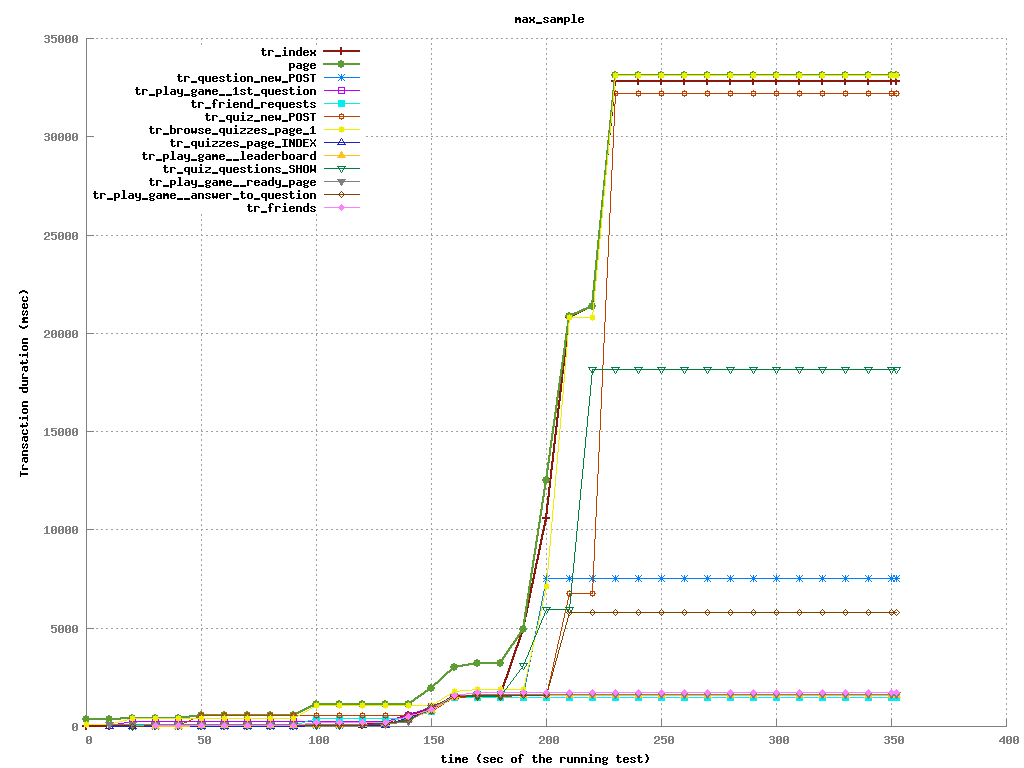 max_sample
35000
30000
25000
20000
15000
10000
5000
0
Transaction duration (msec)
tr_index
page
tr_question_new_POST
tr_play_game__1st_question
tr_friend_requests
tr_quiz_new_POST
tr_browse_quizzes_page_1
tr_quizzes_page_INDEX
tr_play_game__leaderboard
tr_quiz_questions_SHOW
tr_play_game__ready_page
tr_play_game__answer_to_question
tr_friends
0 50 100 150 200 250 300 350 400
time (sec of the running test)